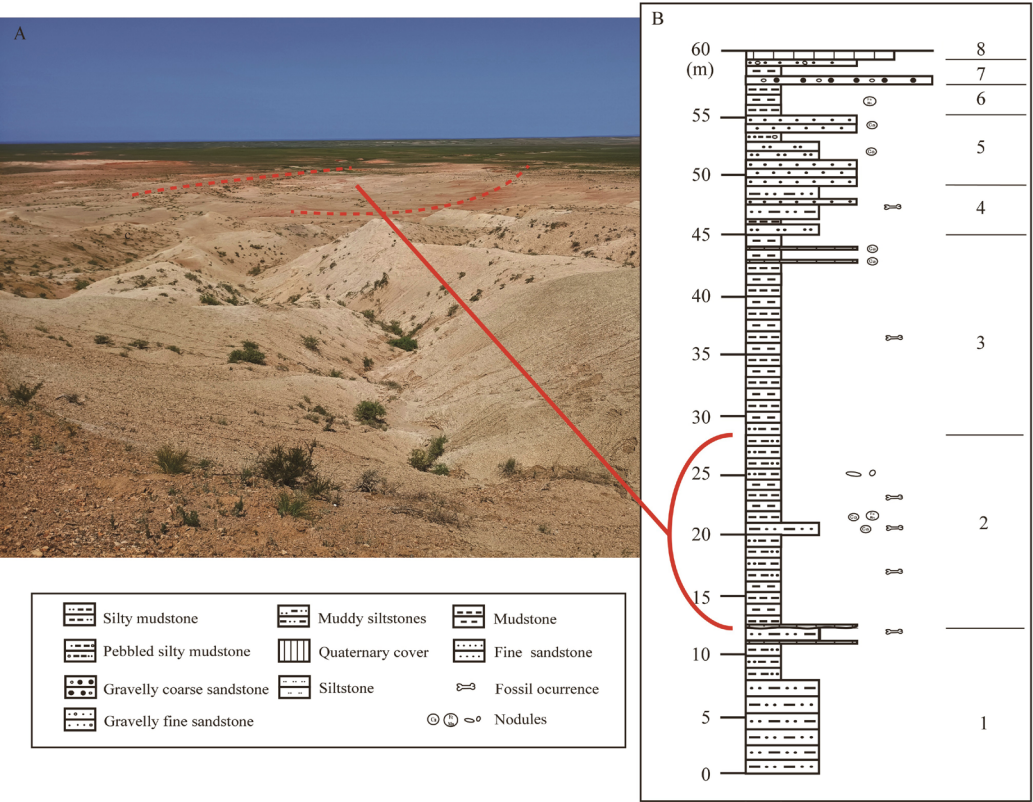 A
B
60
(m)
55
50
45
40
35
30
25
20
15
10
5
0
8
7
6
5
4
3
2
1
Silty mudstone
Muddy siltstones
Mudstone
Pebbled silty mudstone
Quaternary cover
Fine sandstone
Gravelly coarse sandstone
Siltstone
Fossil ocurrence
Gravelly fine sandstone
Nodules